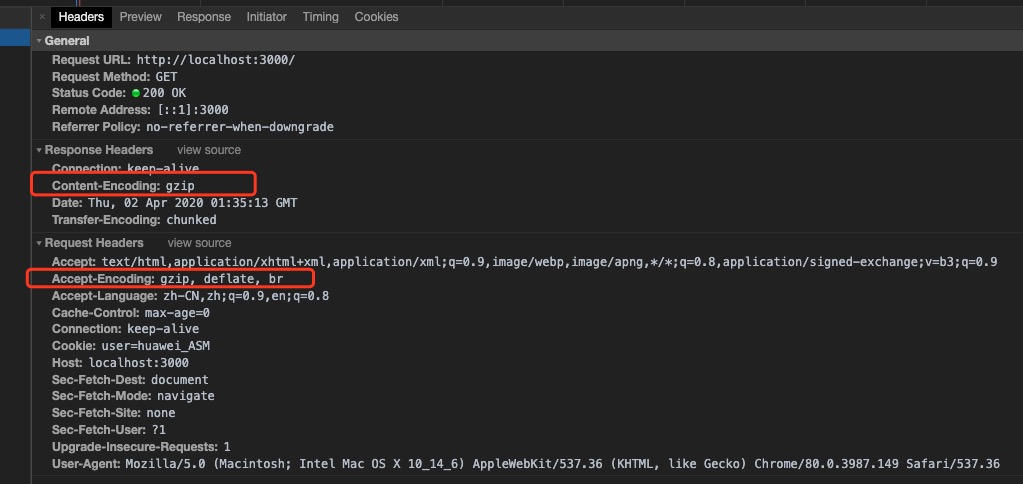 × Headers Preview Response Initiator Timing Cookies
General
Request URL: http://localhost:3000/
Request Method: GET
Status Code: 200 OK
Remote Address: [::1]:3000
Referrer Policy: no-referrer-when-downgrade
Response Headers view source
Connection: keep-alive
Content-Encoding: gzip
Date: Thu, 02 Apr 2020 01:35:13 GMT
Transfer-Encoding: chunked
Request Headers view source
Accept: text/html,application/xhtml+xml,application/xml;q=0.9,image/webp,image/apng,*/*;q=0.8,application/signed-exchange;v=b3;q=0.9
Accept-Encoding: gzip, deflate, br
Accept-Language: zh-CN,zh;q=0.9,en;q=0.8
Cache-Control: max-age=0
Connection: keep-alive
Cookie: user=huawei_ASM
Host: localhost:3000
Sec-Fetch-Dest: document
Sec-Fetch-Mode: navigate
Sec-Fetch-Site: none
Sec-Fetch-User: ?1
Upgrade-Insecure-Requests: 1
User-Agent: Mozilla/5.0 (Macintosh; Intel Mac OS X 10_14_6) AppleWebKit/537.36 (KHTML, like Gecko) Chrome/80.0.3987.149 Safari/537.36